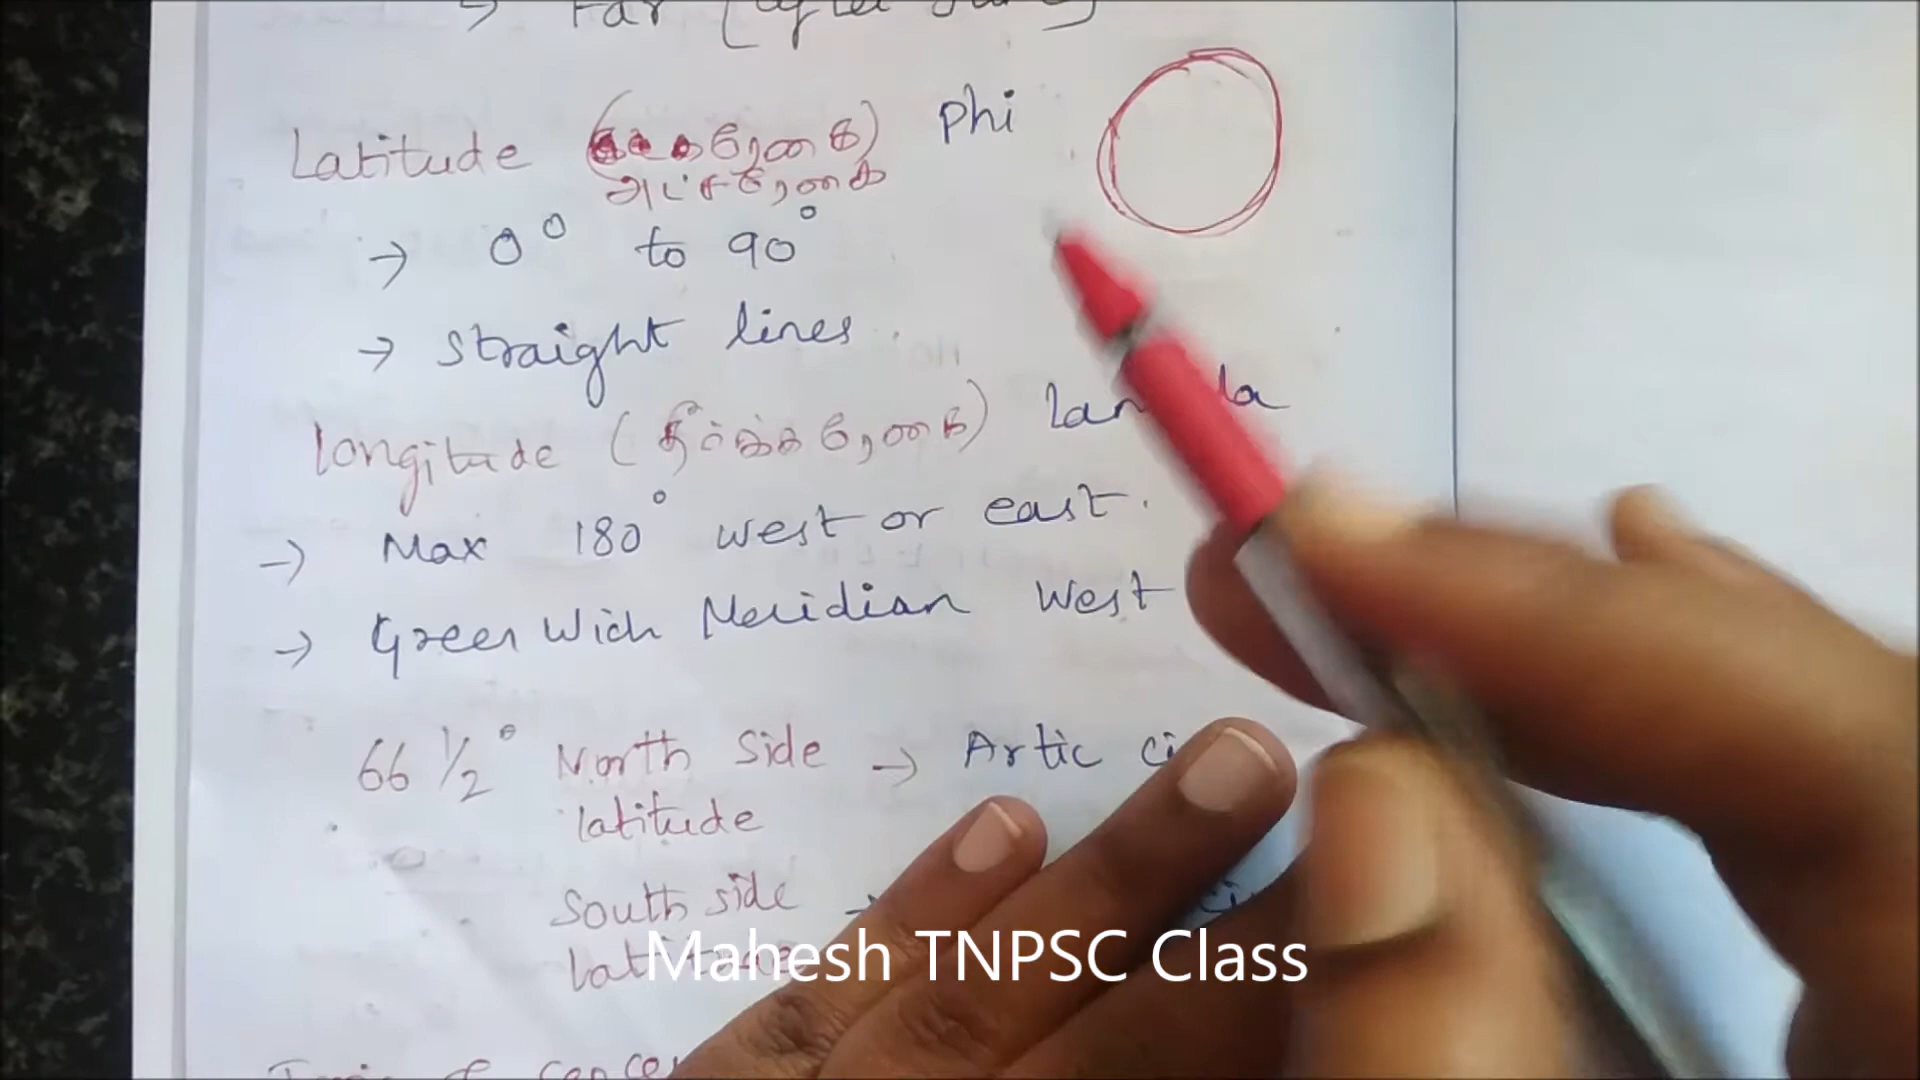 Latitude (ரேகை) Phi
அட்சரேகை
→ 0° to 90°
→ Straight lines.
longitude (தீர்க்க ரேகை)
→ Max 180° west or east.
→ GreenWich Meridian West
66 1/2° North Side → Artic
latitude
South side →
Mahesh TNPSC Class